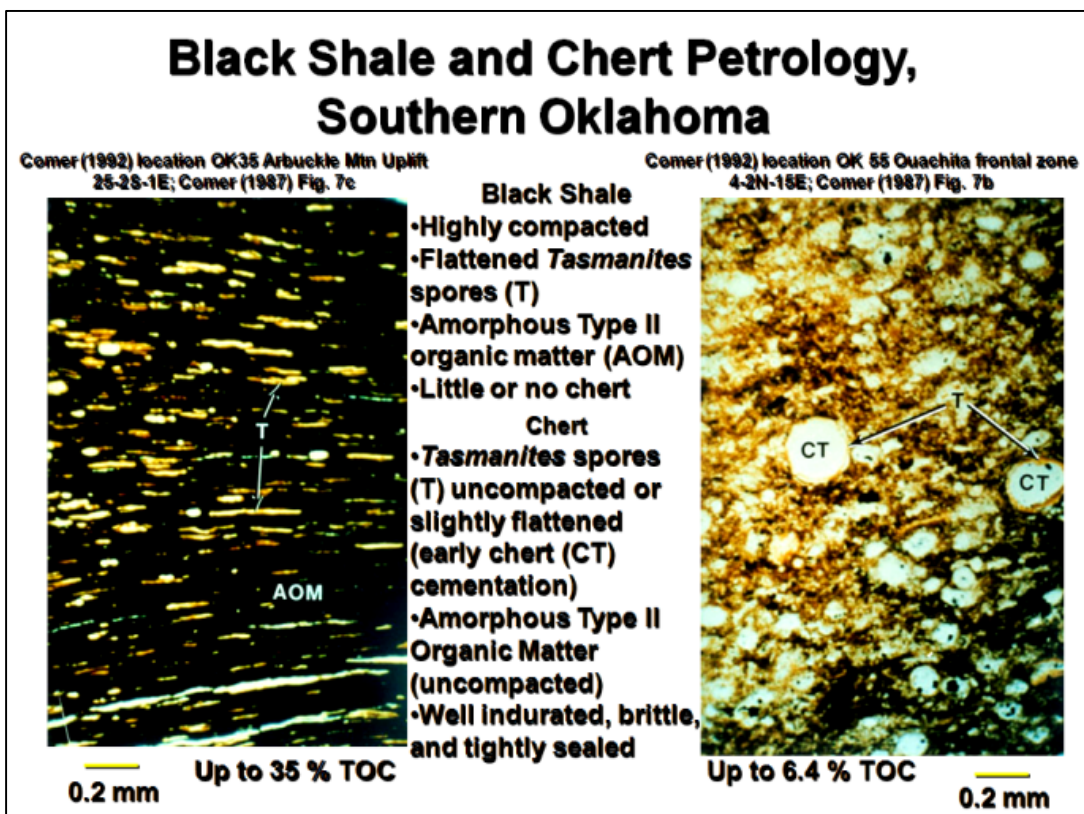 Black Shale and Chert Petrology,
Southern Oklahoma
Comer (1992) location OK35 Arbuckle Mtn Uplift
25-2S-1E; Comer (1987) Fig. 7c
T
AOM
0.2 mm
Up to 35 % TOC
Black Shale
•Highly compacted
•Flattened Tasmanites
spores (T)
•Amorphous Type II
organic matter (AOM)
•Little or no chert
Chert
•Tasmanites spores
(T) uncompacted or
slightly flattened
(early chert (CT)
cementation)
•Amorphous Type II
Organic Matter
(uncompacted)
•Well indurated, brittle,
and tightly sealed
Comer (1992) location OK 55 Ouachita frontal zone
4-2N-15E; Comer (1987) Fig. 7b
T
CT
CT
Up to 6.4 % TOC
0.2 mm